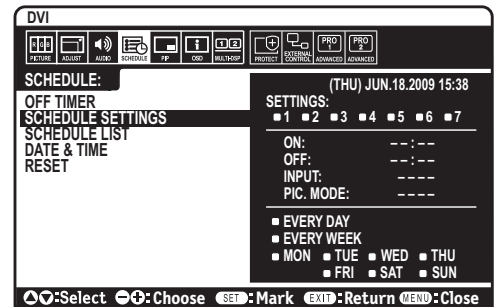 DVI
RGB
PICTURE ADJUST AUDIO SCHEDULE PIP OSD MULTI-DSP PROTECT EXTERNAL CONTROL PRO 1 ADVANCED PRO 2 ADVANCED
SCHEDULE:
(THU) JUN.18.2009 15:38
OFF TIMER
SCHEDULE SETTINGS
SCHEDULE LIST
DATE & TIME
RESET
SETTINGS:
1 2 3 4 5 6 7
ON: --:--
OFF: --:--
INPUT: ----
PIC. MODE: ----
EVERY DAY
EVERY WEEK
MON TUE WED THU
FRI SAT SUN
Select Choose SET:Mark EXIT:Return MENU:Close